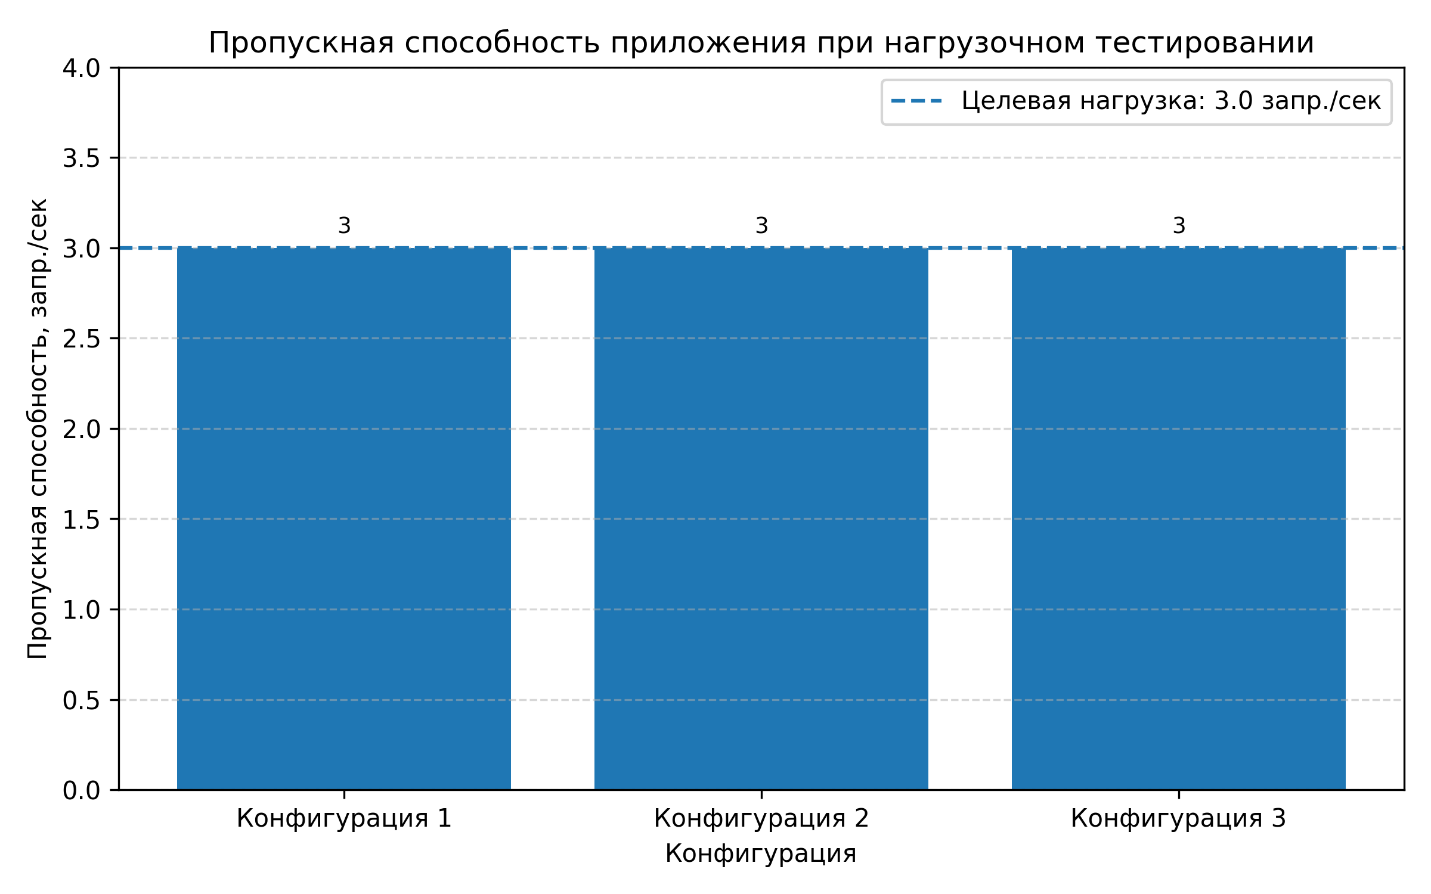 Пропускная способность приложения при нагрузочном тестировании
Целевая нагрузка: 3.0 запр./сек
Пропускная способность, запр./сек
4.0
3.5
3.0
2.5
2.0
1.5
1.0
0.5
0.0
3
3
3
Конфигурация 1
Конфигурация 2
Конфигурация 3
Конфигурация